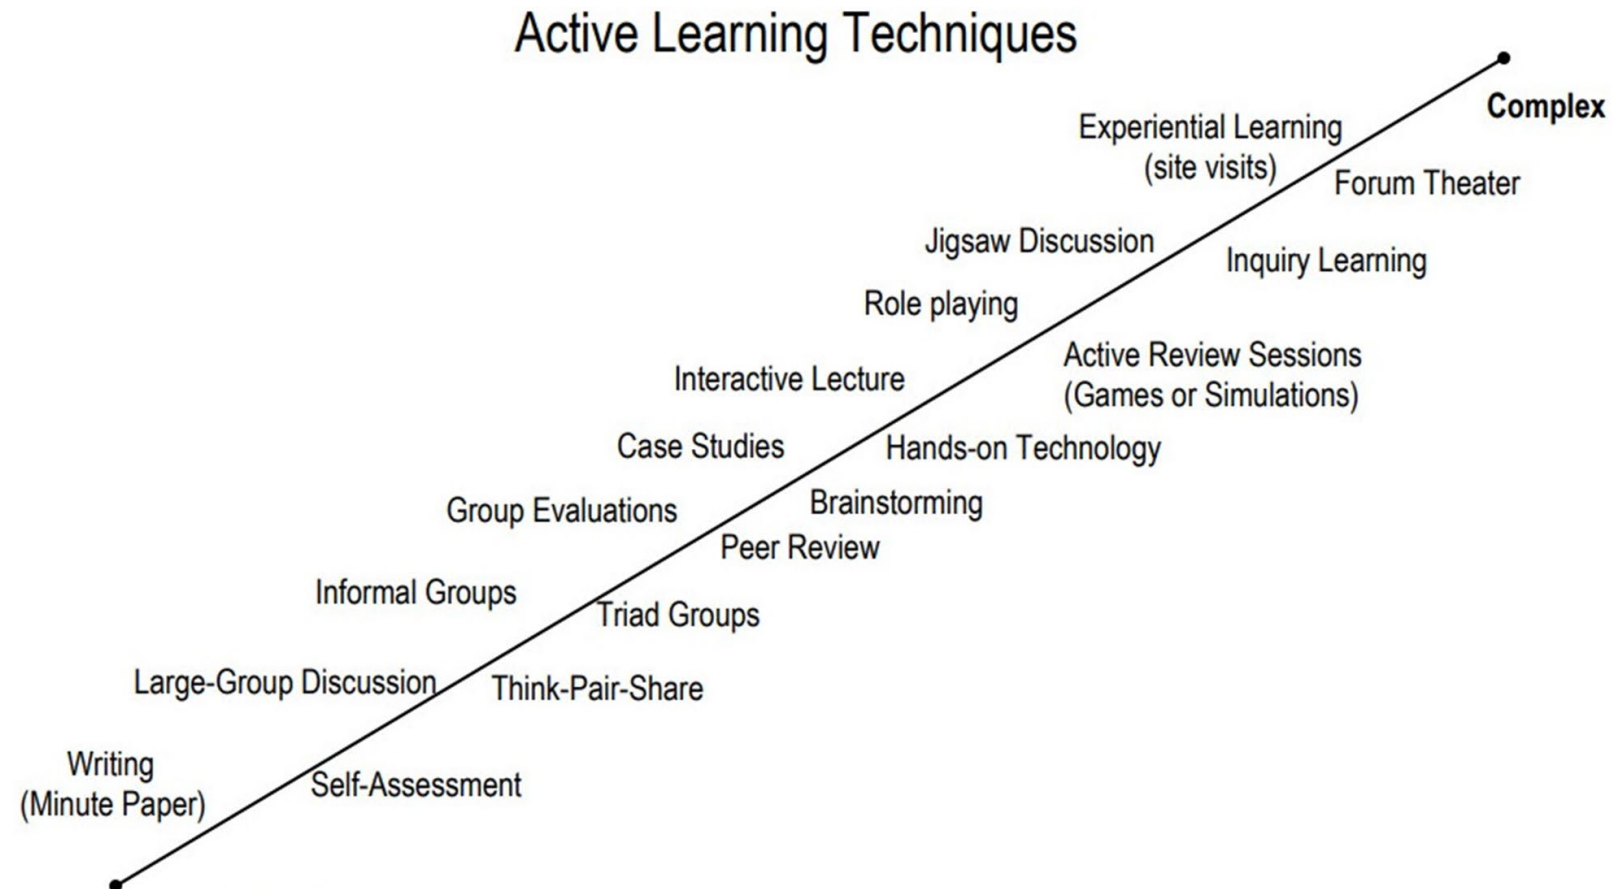 Active Learning Techniques
Complex
Experiential Learning
(site visits)
Forum Theater
Jigsaw Discussion
Inquiry Learning
Role playing
Active Review Sessions
(Games or Simulations)
Interactive Lecture
Case Studies
Hands-on Technology
Brainstorming
Group Evaluations
Peer Review
Informal Groups
Triad Groups
Large-Group Discussion
Think-Pair-Share
Writing
(Minute Paper)
Self-Assessment